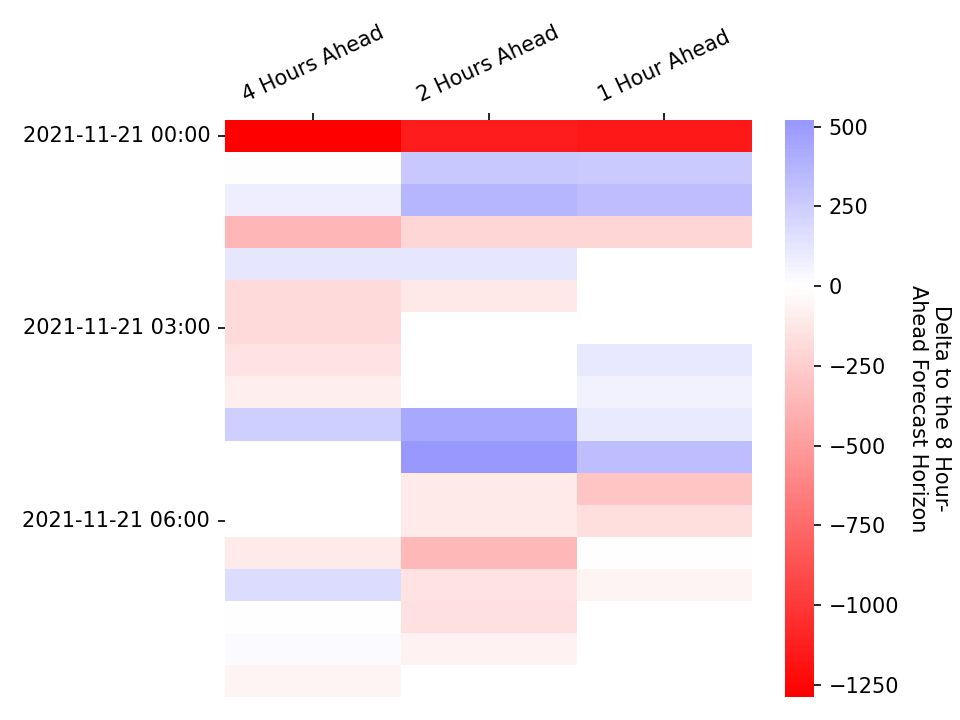 4 Hours Ahead
2 Hours Ahead
1 Hour Ahead
2021-11-21 00:00
2021-11-21 03:00
2021-11-21 06:00
500
250
0
−250
−500
−750
−1000
−1250
Delta to the 8 Hour-
Ahead Forecast Horizon